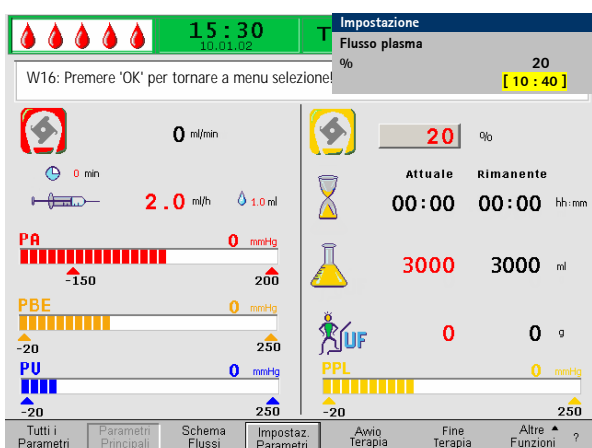 15:30
10.01.02
T
Impostazione
Flusso plasma
% 20
[ 10 : 40 ]
W16: Premere 'OK' per tornare a menu selezione!
0 ml/min
20 %
0 min
Attuale Rimanente
2.0 ml/h 1.0 ml
00:00 00:00 hh:mm
PA 0 mmHg
-150 200
3000 3000 ml
PBE 0 mmHg
-20 250
UF 0 0 g
PV 0 mmHg
-20 250
PPL 0 mmHg
-20 250
Tutti i Parametri
Parametri Principali
Schema Flussi
Impostaz. Parametri
Avvio Terapia
Fine Terapia
Altre Funzioni ?